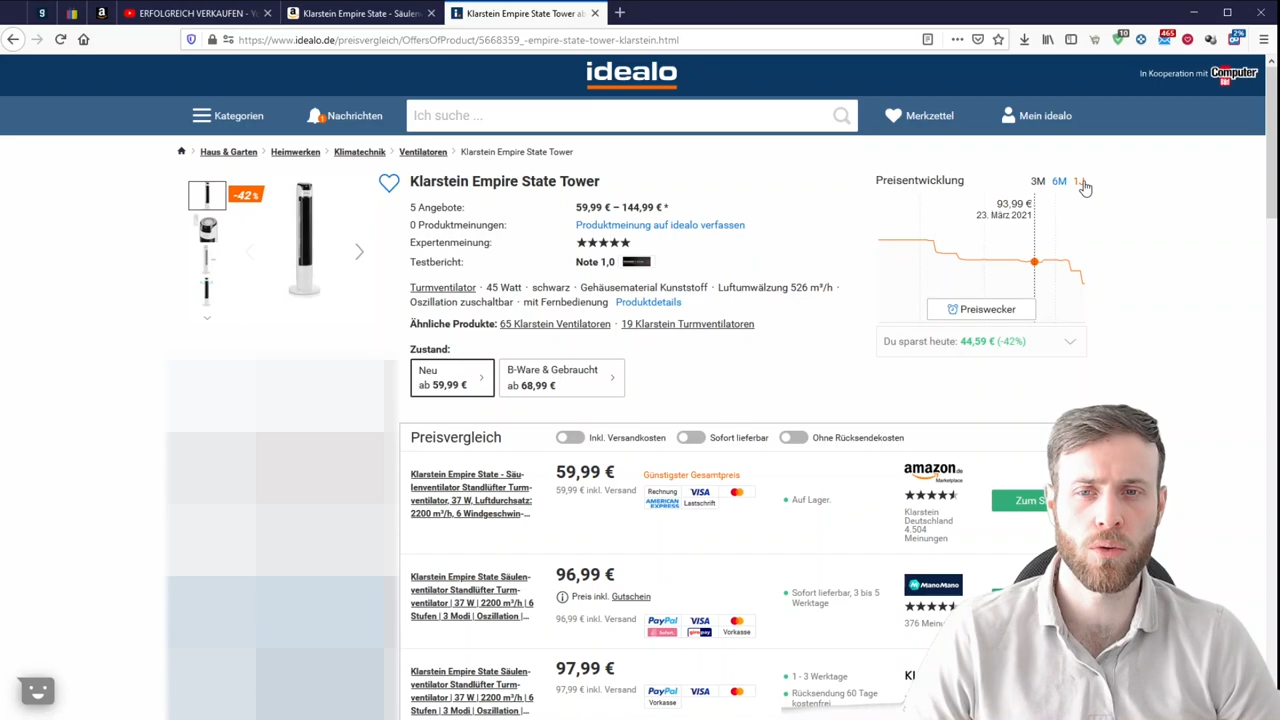 ERFOLGREICH VERKAUFEN - Yo
Klarstein Empire State - Säulen
Klarstein Empire State Tower ab
https://www.idealo.de/preisvergleich/OffersOfProduct/5668359_-empire-state-tower-klarstein.html
10
465
2%
idealo
In Kooperation mit Computer Bild
Kategorien
Nachrichten
Ich suche ...
Merkzettel
Mein idealo
Haus & Garten
Heimwerken
Klimatechnik
Ventilatoren
Klarstein Empire State Tower
-42 %
Klarstein Empire State Tower
5 Angebote: 59,99 € – 144,99 € *
0 Produktmeinungen: Produktmeinung auf idealo verfassen
Expertenmeinung:
Testbericht: Note 1,0
Turmventilator · 45 Watt · schwarz · Gehäusematerial Kunststoff · Luftumwälzung 526 m³/h ·
Oszillation zuschaltbar · mit Fernbedienung Produktdetails
Ähnliche Produkte: 65 Klarstein Ventilatoren · 19 Klarstein Turmventilatoren
Zustand:
Neu
ab 59,99 €
B-Ware & Gebraucht
ab 68,99 €
Preisentwicklung
3M 6M
93,99 €
23. März 2021
Preiswecker
Du sparst heute: 44,59 € (-42%)
Preisvergleich
Inkl. Versandkosten
Sofort lieferbar
Ohne Rücksendekosten
Klarstein Empire State - Säu-
lenventilator Standlüfter Turm-
ventilator, 37 W, Luftdurchsatz:
2200 m³/h, 6 Windgeschwin-...
59,99 €
59,99 € inkl. Versand
Günstigster Gesamtpreis
Rechnung VISA
AMERICAN EXPRESS Lastschrift
Auf Lager.
amazon.de
Marketplace
Klarstein
Deutschland
4.504
Meinungen
Zum S
Klarstein Empire State Säulen-
ventilator Standlüfter Turm-
ventilator | 37 W | 2200 m³/h | 6
Stufen | 3 Modi | Oszillation |...
96,99 €
Preis inkl. Gutschein
96,99 € inkl. Versand
PayPal VISA
Sofort. giropay Vorkasse
Sofort lieferbar, 3 bis 5
Werktage
ManoMano
376 Meinu
Klarstein Empire State Säulen-
ventilator Standlüfter Turm-
ventilator | 37 W | 2200 m³/h | 6
Stufen | 3 Modi | Oszillation |...
97,99 €
97,99 € inkl. Versand
PayPal VISA
Vorkasse
1 - 3 Werktage
Rücksendung 60 Tage
kostenfrei